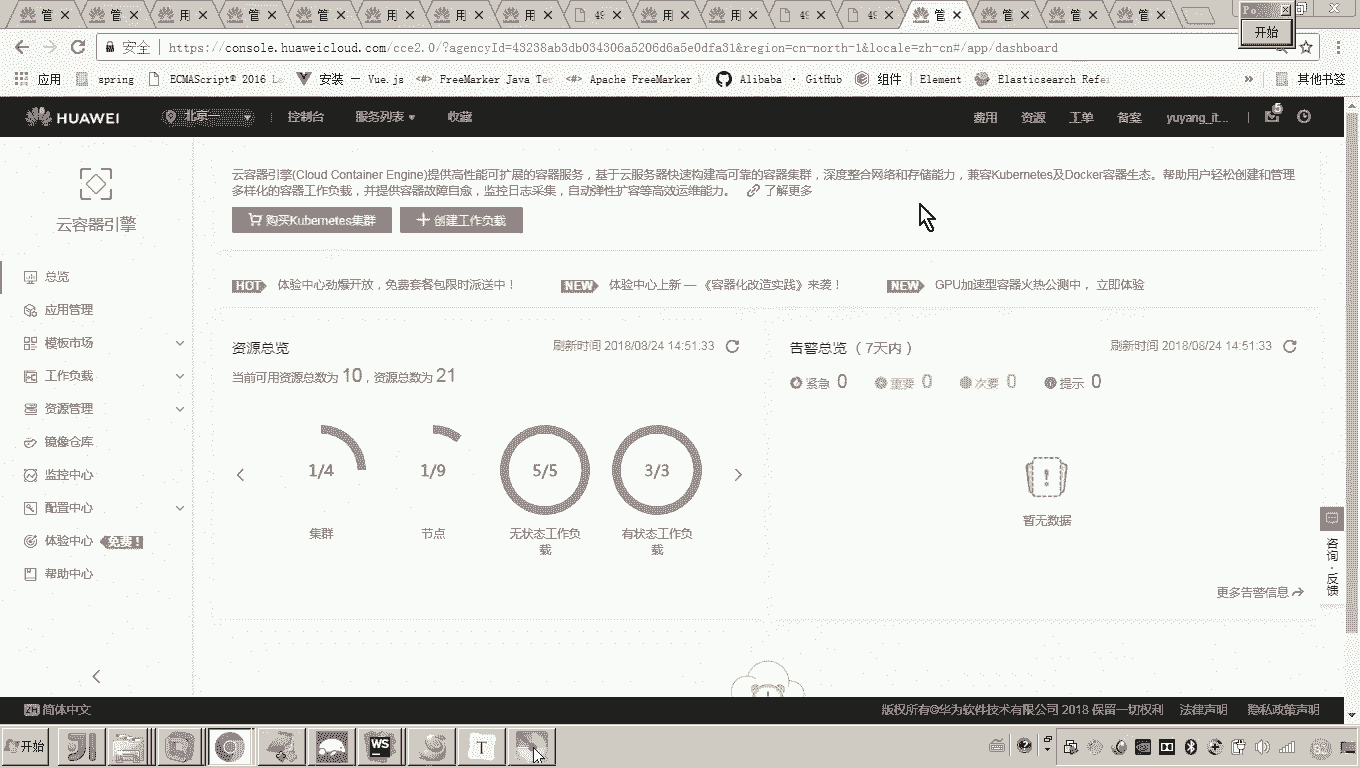 管
管
用
管
管
用
用
用
49
用
用
49
49
管
管
管
管
开始
安全 https://console.huaweicloud.com/cce2.0/?agencyId=43238ab3db034306a5206d6a5e0dfa31&region=cn-north-1&locale=zh-cn#/app/dashboard
应用 spring ECMAScript® 2016 安装 — Vue.js FreeMarker Java Apache FreeMarker Alibaba · GitHub 组件 | Element Elasticsearch » 其他书签
HUAWEI 北京一 控制台 服务列表 收藏 费用 资源 工单 备案 yuyang_it... 5
云容器引擎
总览
应用管理
模板市场
工作负载
资源管理
镜像仓库
监控中心
配置中心
体验中心 免费!
帮助中心
云容器引擎(Cloud Container Engine)提供高性能可扩展的容器服务,基于云服务器快速构建高可靠的容器集群,深度整合网络和存储能力,兼容Kubernetes及Docker容器生态。帮助用户轻松创建和管理
多样化的容器工作负载,并提供容器故障自愈,监控日志采集,自动弹性扩容等高效运维能力。 了解更多
购买Kubernetes集群 创建工作负载
HOT 体验中心劲爆开放,免费套餐包限时派送中! NEW 体验中心上新 — 《容器化改造实践》来袭! NEW GPU加速型容器火热公测中, 立即体验
资源总览 刷新时间 2018/08/24 14:51:33
当前可用资源总数为 10,资源总数为 21
1/4 1/9 5/5 3/3
集群 节点 无状态工作负载 有状态工作负载
告警总览 (7天内) 刷新时间 2018/08/24 14:51:33
紧急 0 重要 0 次要 0 提示 0
暂无数据
更多告警信息
咨询·反馈
ZH 简体中文 版权所有©华为软件技术有限公司 2018 保留一切权利 法律声明 隐私政策声明
开始 WS T